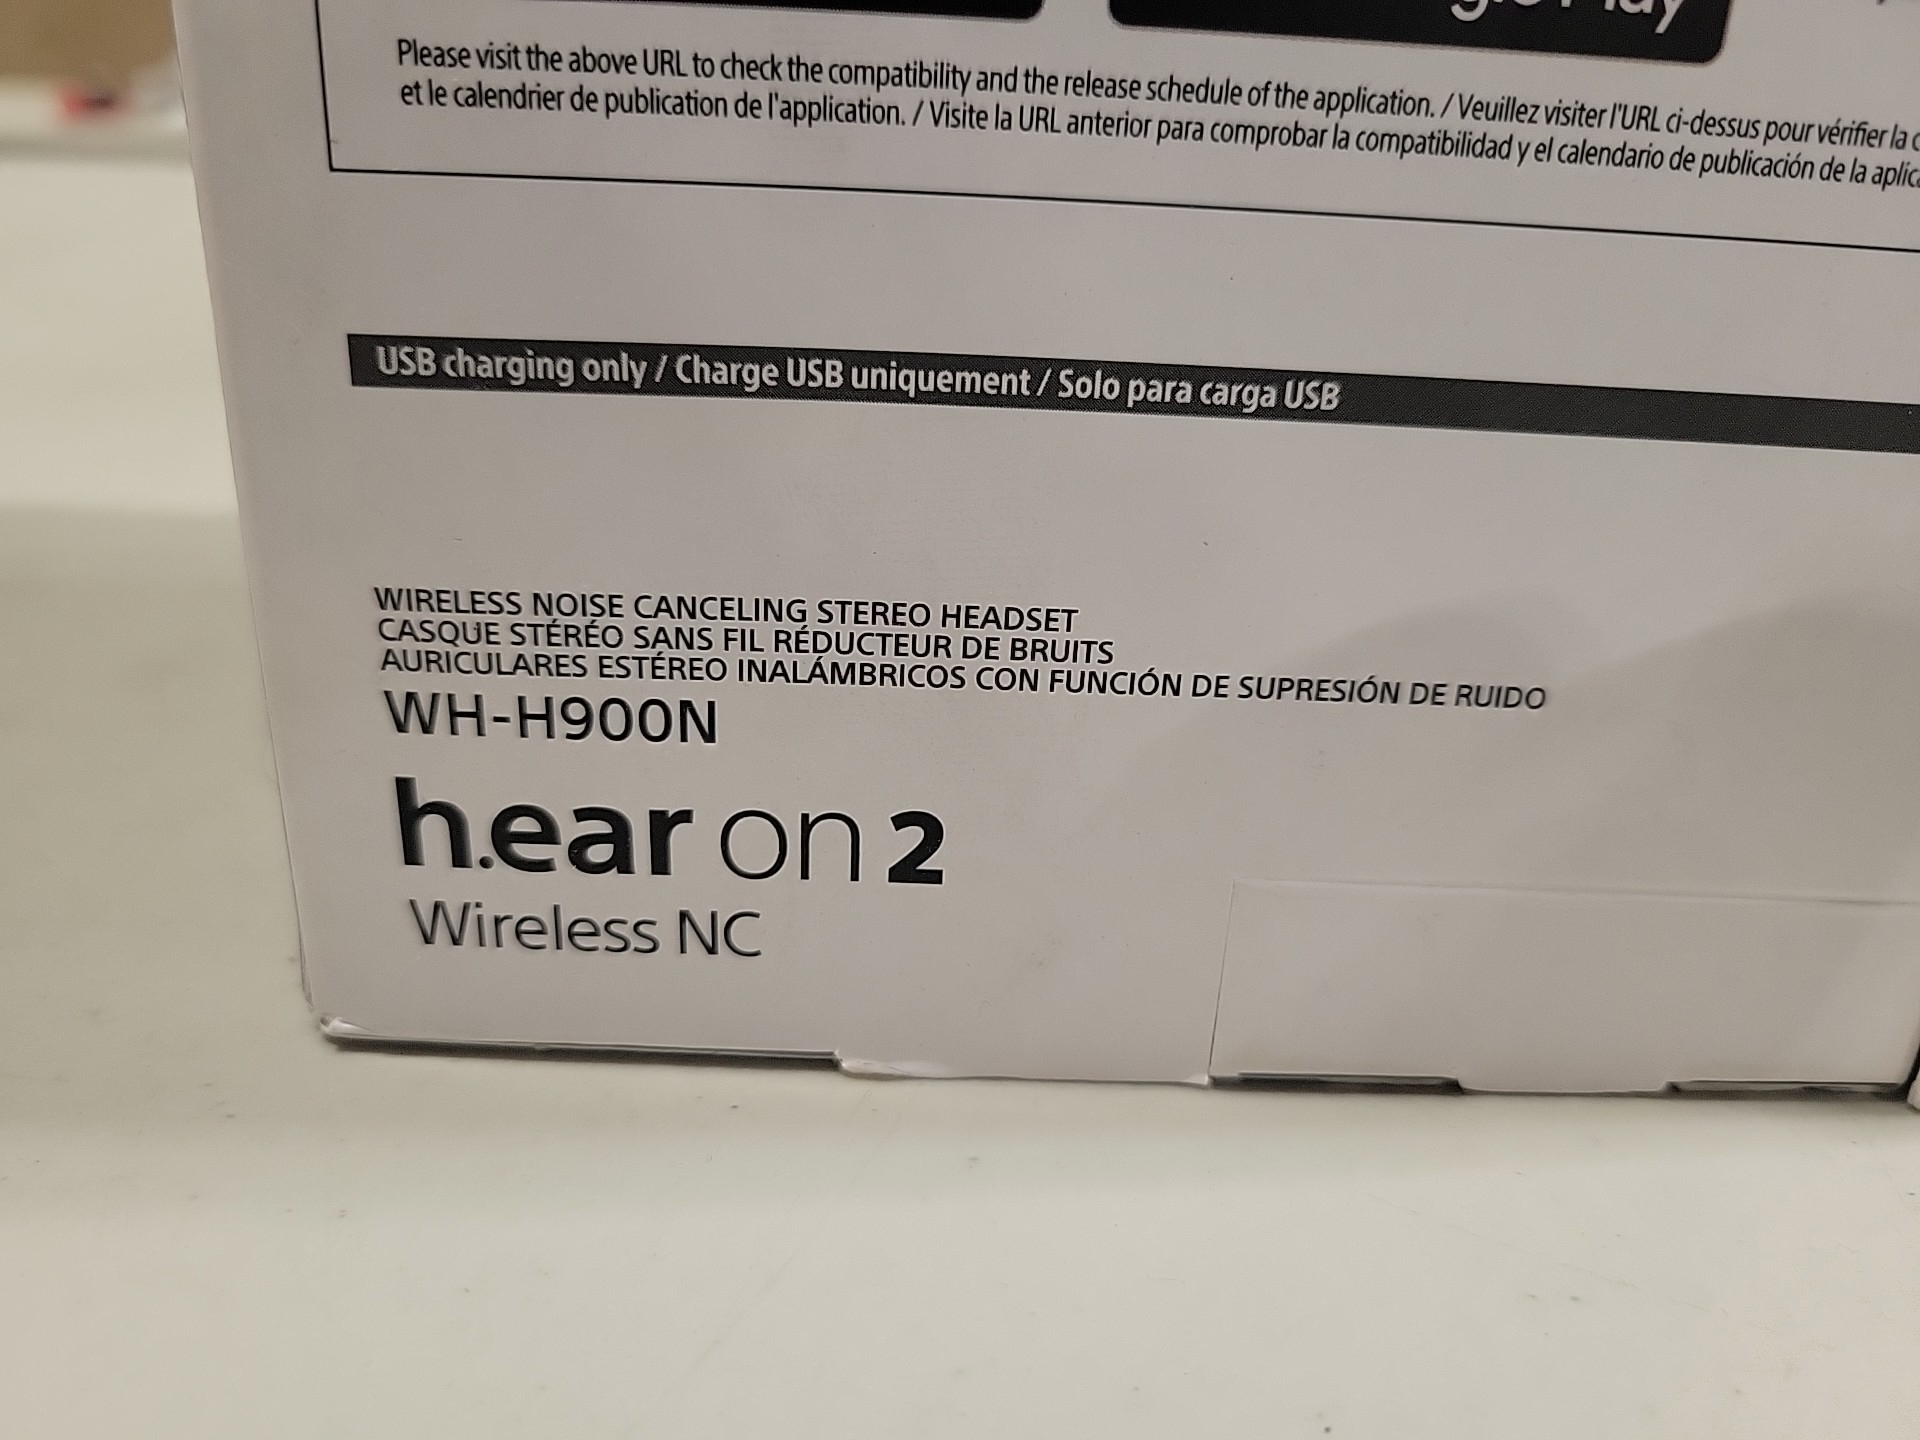 Please visit the above URL to check the compatibility and the release schedule of the application. / Veuillez visiter l'URL ci-dessus pour vérifier la
et le calendrier de publication de l'application. / Visite la URL anterior para comprobar la compatibilidad y el calendario de publicación de la
USB charging only / Charge USB uniquement / Solo para carga USB
WIRELESS NOISE CANCELING STEREO HEADSET
CASQUE STÉRÉO SANS FIL RÉDUCTEUR DE BRUITS
AURICULARES ESTÉREO INALÁMBRICOS CON FUNCIÓN DE SUPRESIÓN DE RUIDO
WH-H900N
h.ear on 2
Wireless NC